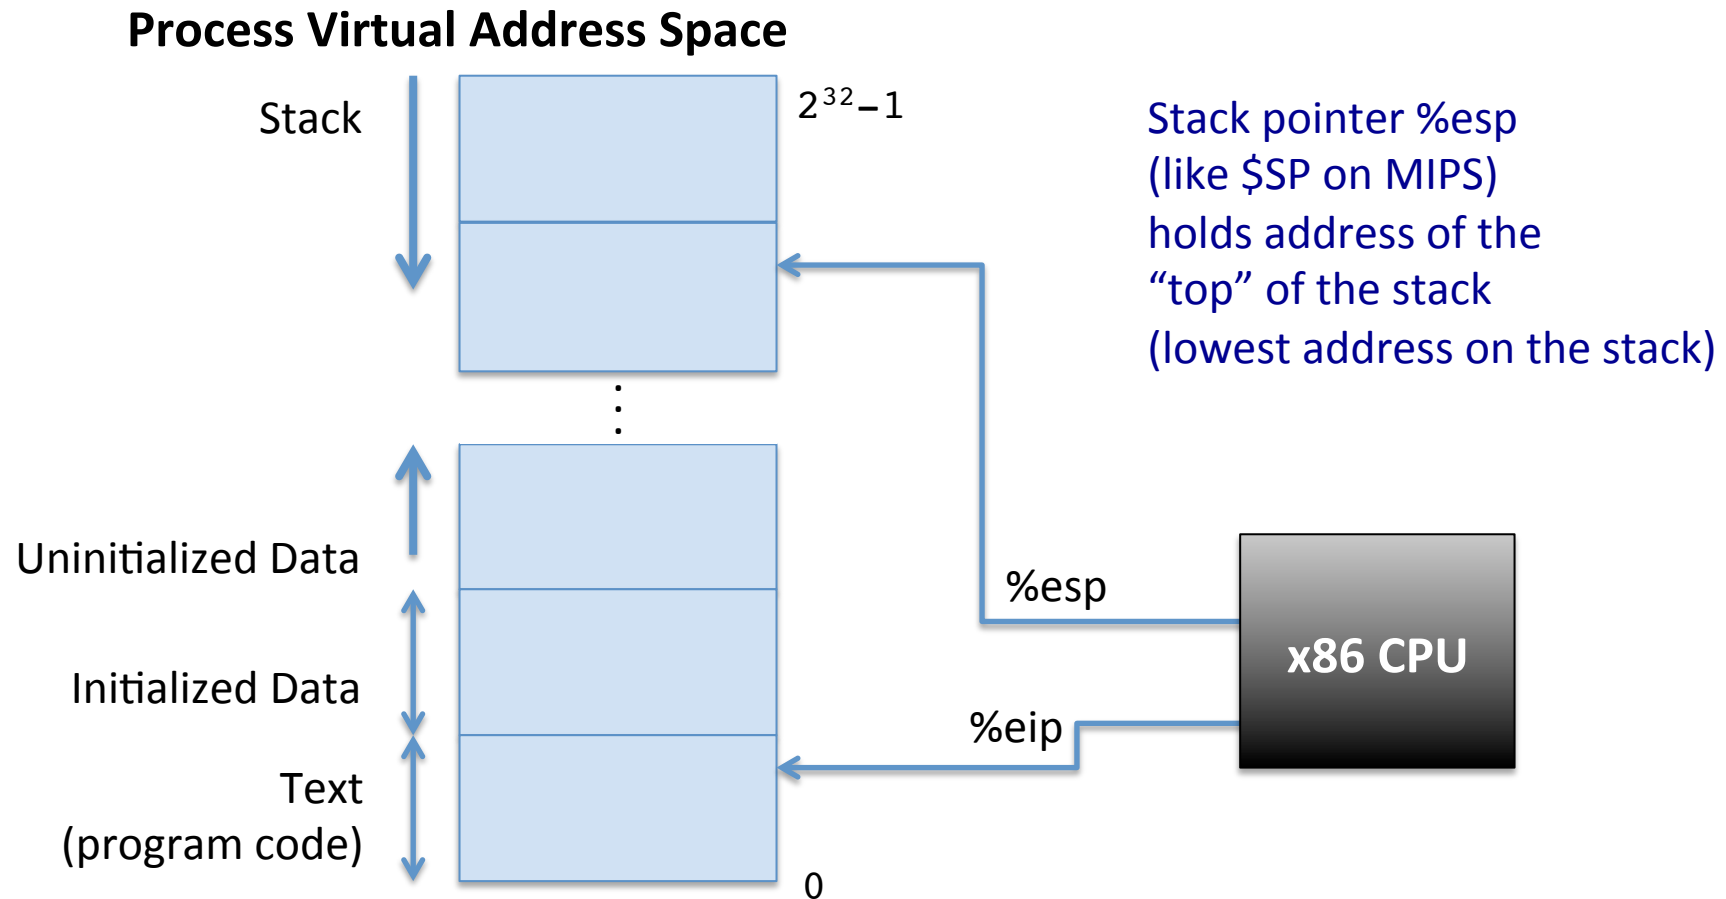 Process Virtual Address Space
Stack
2³²–1
Stack pointer %esp
(like $SP on MIPS)
holds address of the
“top” of the stack
(lowest address on the stack)
Uninitialized Data
Initialized Data
Text
(program code)
0
%esp
%eip
x86 CPU